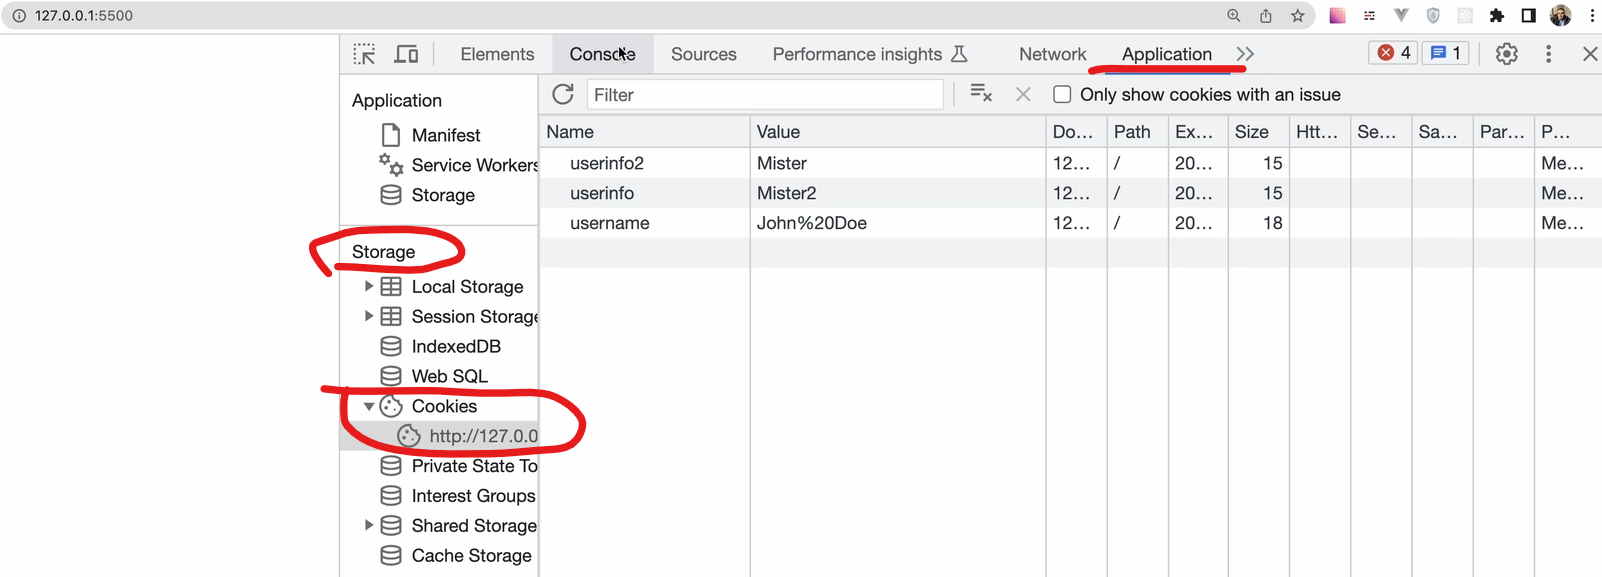 127.0.0.1:5500
Elements Console Sources Performance insights Network Application 4 1
Application
Manifest
Service Workers
Storage
Storage
Local Storage
Session Storage
IndexedDB
Web SQL
Cookies
http://127.0.0
Private State To
Interest Groups
Shared Storage
Cache Storage
Filter Only show cookies with an issue
Name Value Do... Path Ex... Size Htt... Se... Sa... Par... P...
userinfo2 Mister 12... / 20... 15 Me...
userinfo Mister2 12... / 20... 15 Me...
username John%20Doe 12... / 20... 18 Me...